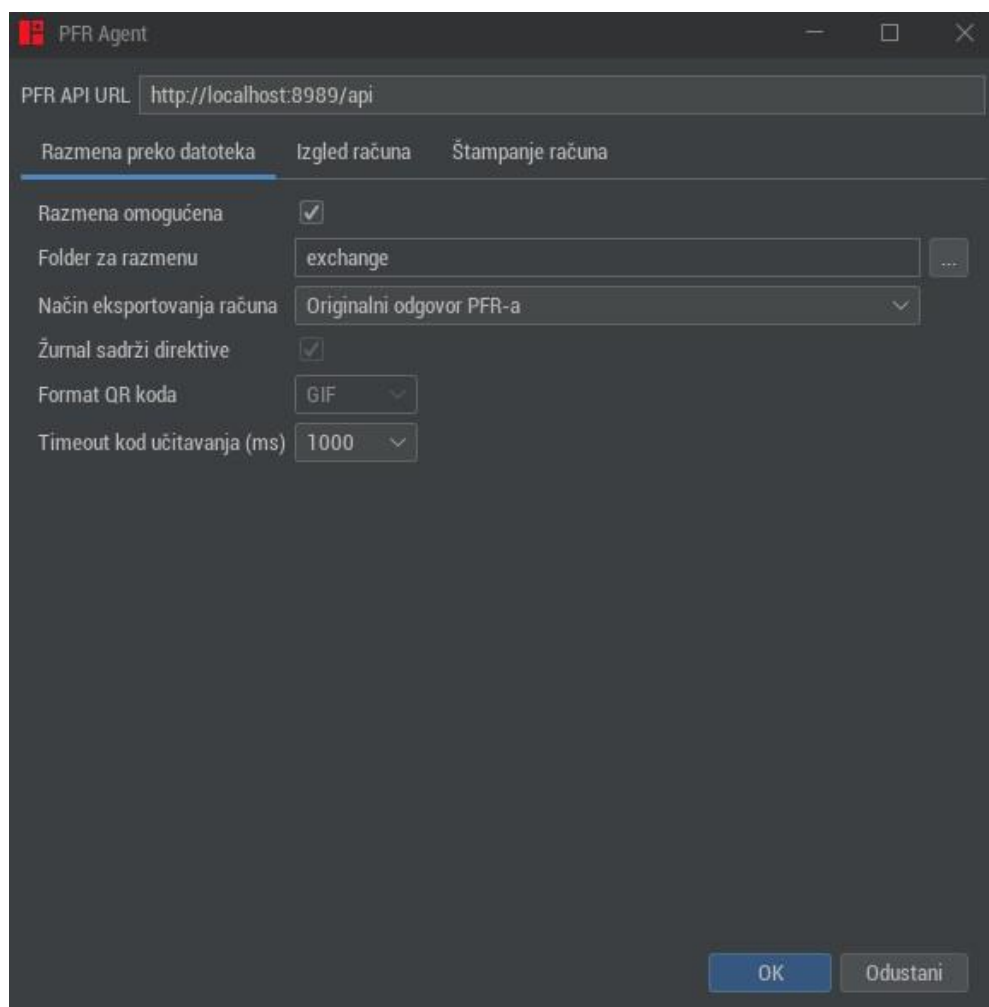 PFR Agent
PFR API URL http://localhost:8989/api
Razmena preko datoteka Izgled računa Štampanje računa
Razmena omogućena
Folder za razmenu exchange ...
Način eksportovanja računa Originalni odgovor PFR-a
Žurnal sadrži direktive
Format QR koda GIF
Timeout kod učitavanja (ms) 1000
OK Odustani